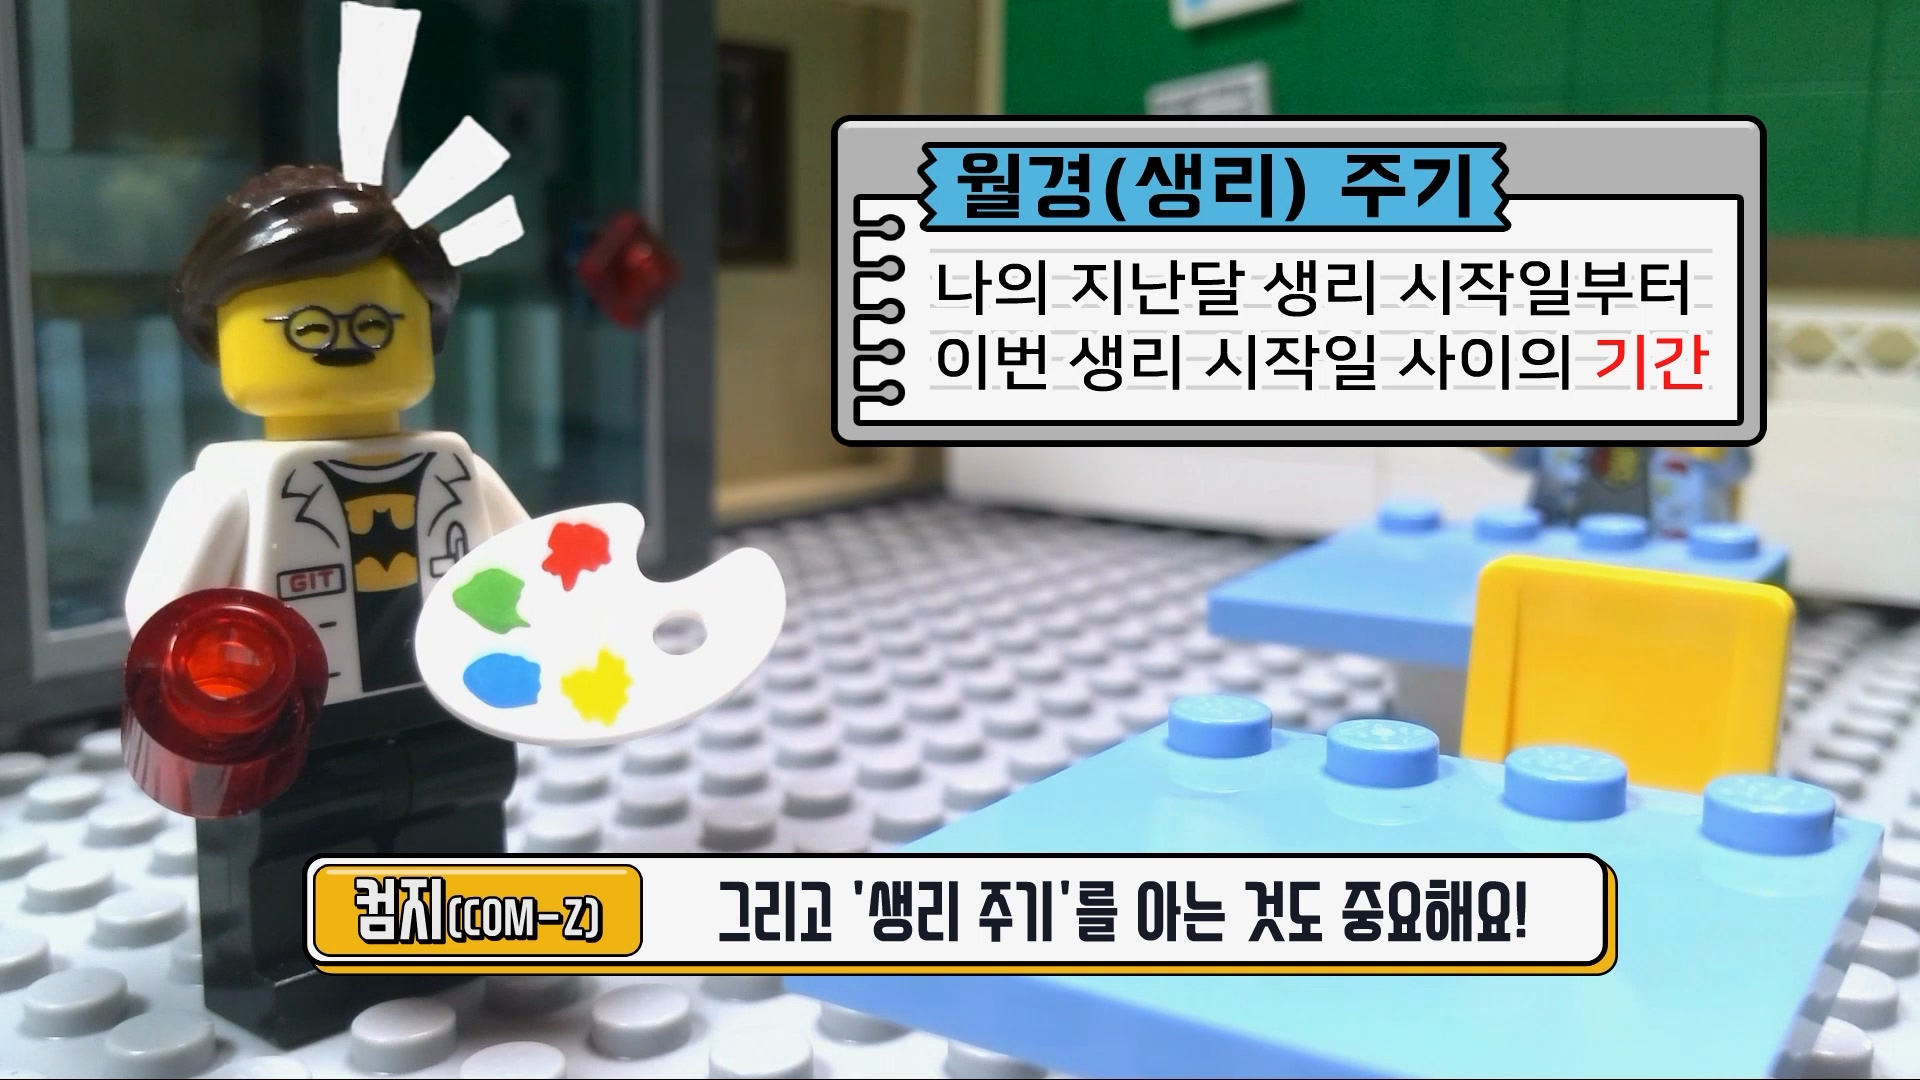 월경(생리) 주기
나의 지난달 생리 시작일부터
이번 생리 시작일 사이의 기간
GIT
컴지(COM-Z) 그리고 '생리 주기'를 아는 것도 중요해요!